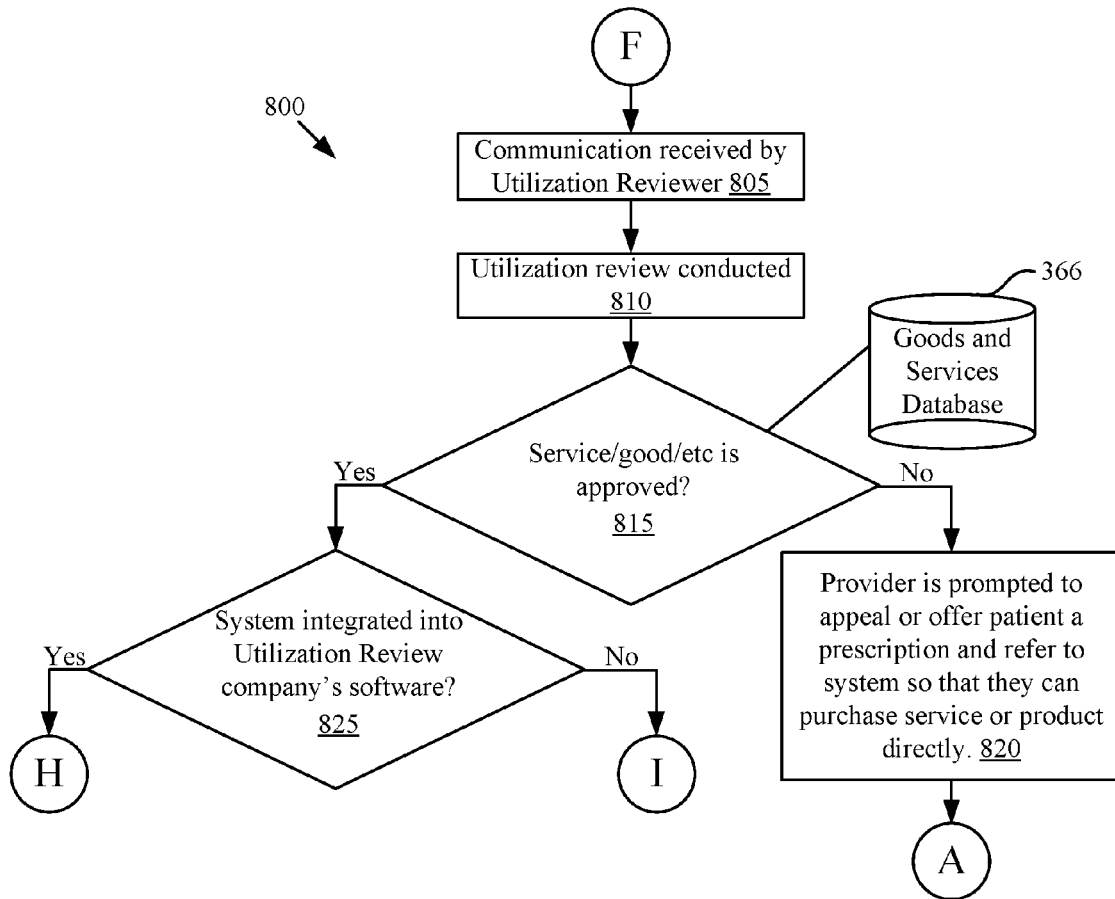 F
800
Communication received by
Utilization Reviewer 805
Utilization review conducted
810
366
Goods and
Services
Database
Service/good/etc is
approved?
815
Yes
No
System integrated into
Utilization Review
company's software?
825
Yes
No
Provider is prompted to
appeal or offer patient a
prescription and refer to
system so that they can
purchase service or product
directly. 820
H
I
A